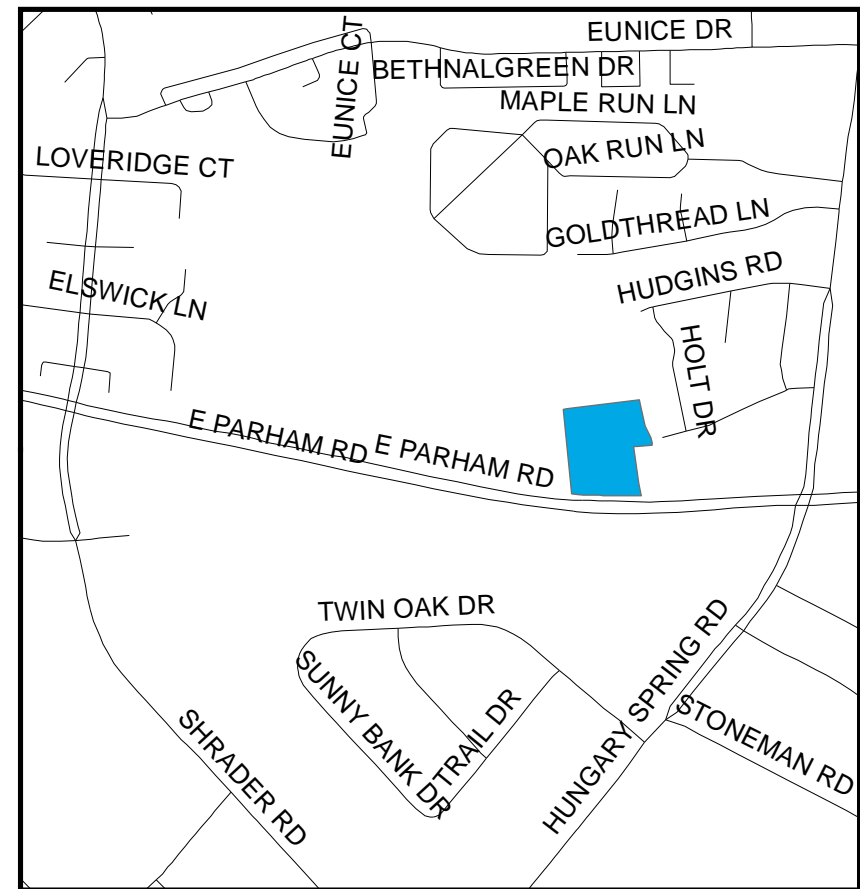 EUNICE DR
EUNICE CT
BETHNALGREEN DR
MAPLE RUN LN
OAK RUN LN
LOVERIDGE CT
GOLDTHREAD LN
HUDGINS RD
ELSWICK LN
HOLT DR
E PARHAM RD
E PARHAM RD
TWIN OAK DR
SUNNY BANK DR
TRAIL DR
HUNGARY SPRING RD
STONEMAN RD
SHRADER RD